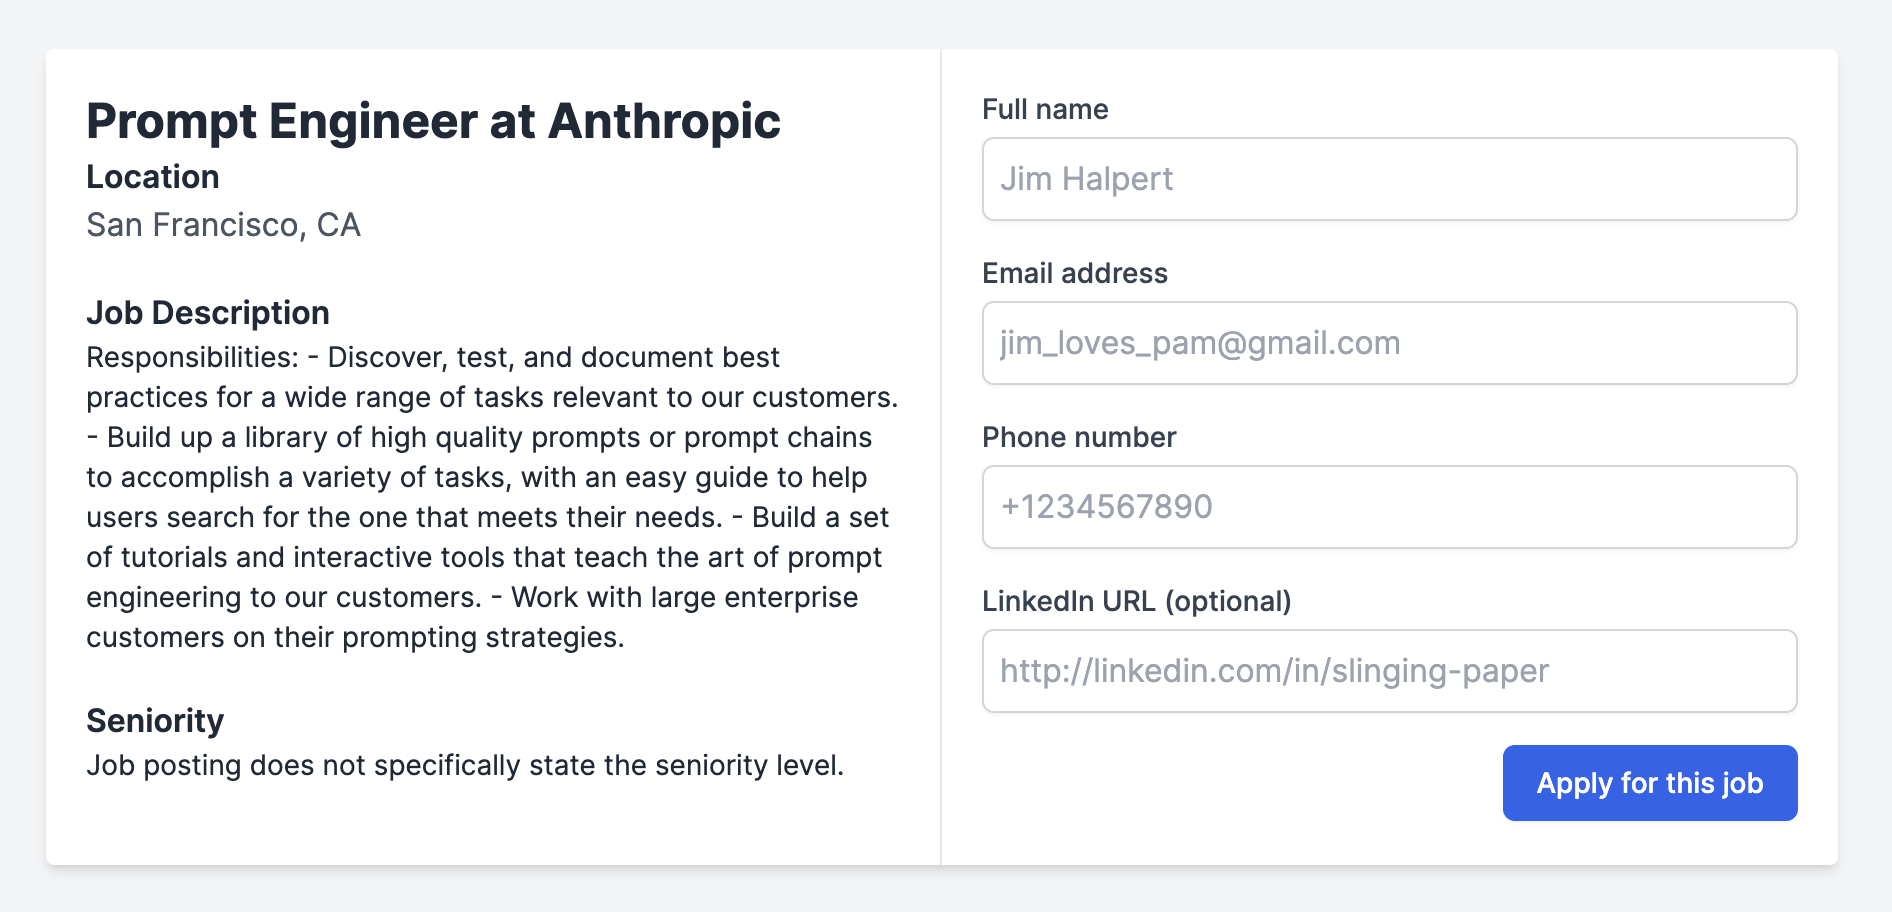 Prompt Engineer at Anthropic
Location
San Francisco, CA
Job Description
Responsibilities: - Discover, test, and document best
practices for a wide range of tasks relevant to our customers.
- Build up a library of high quality prompts or prompt chains
to accomplish a variety of tasks, with an easy guide to help
users search for the one that meets their needs. - Build a set
of tutorials and interactive tools that teach the art of prompt
engineering to our customers. - Work with large enterprise
customers on their prompting strategies.
Seniority
Job posting does not specifically state the seniority level.
Full name
Jim Halpert
Email address
jim_loves_pam@gmail.com
Phone number
+1234567890
LinkedIn URL (optional)
http://linkedin.com/in/slinging-paper
Apply for this job